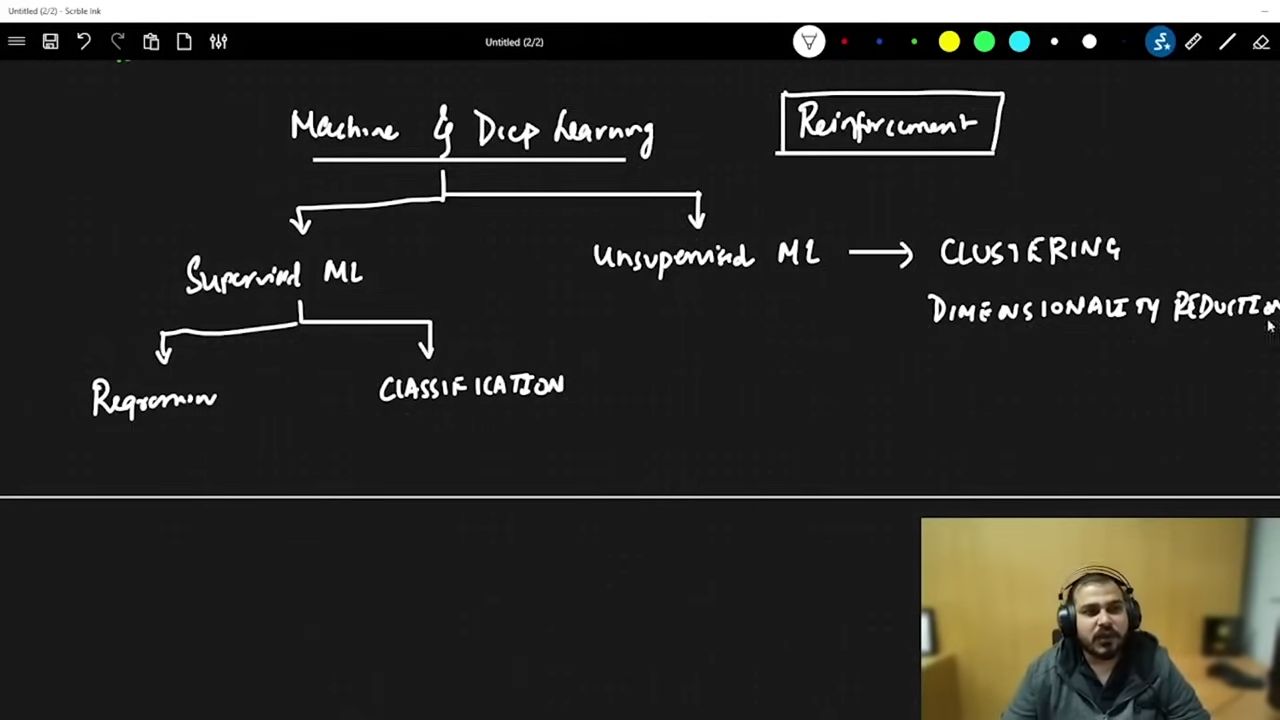 Untitled (2/2) - Scrble Ink
Untitled (2/2)
Machine & Deep Learning
Reinforcement
Supervised ML
Unsupervised ML → CLUSTERING
DIMENSIONALITY REDUCTION
Regression
CLASSIFICATION